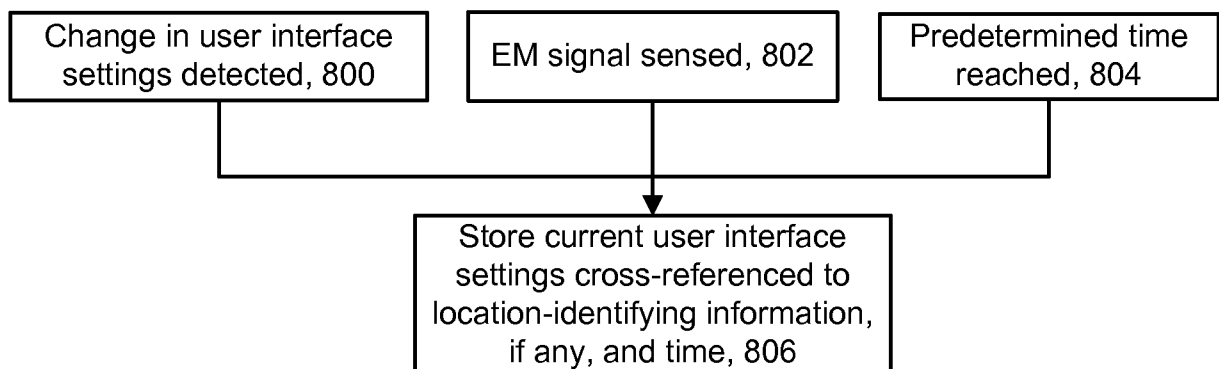 Change in user interface
settings detected, 800
EM signal sensed, 802
Predetermined time
reached, 804
Store current user interface
settings cross-referenced to
location-identifying information,
if any, and time, 806